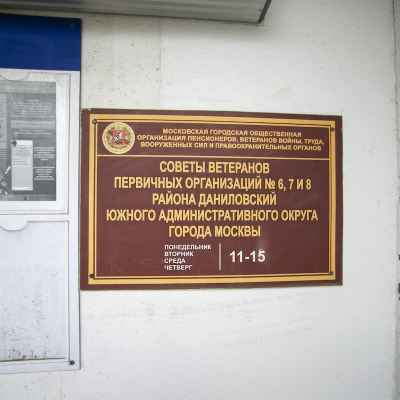 МОСКОВСКАЯ ГОРОДСКАЯ ОБЩЕСТВЕННАЯ
ОРГАНИЗАЦИЯ ПЕНСИОНЕРОВ, ВЕТЕРАНОВ ВОЙНЫ, ТРУДА,
ВООРУЖЕННЫХ СИЛ И ПРАВООХРАНИТЕЛЬНЫХ ОРГАНОВ
СОВЕТЫ ВЕТЕРАНОВ
ПЕРВИЧНЫХ ОРГАНИЗАЦИЙ № 6, 7 И 8
РАЙОНА ДАНИЛОВСКИЙ
ЮЖНОГО АДМИНИСТРАТИВНОГО ОКРУГА
ГОРОДА МОСКВЫ
ПОНЕДЕЛЬНИК
ВТОРНИК
СРЕДА
ЧЕТВЕРГ
11-15